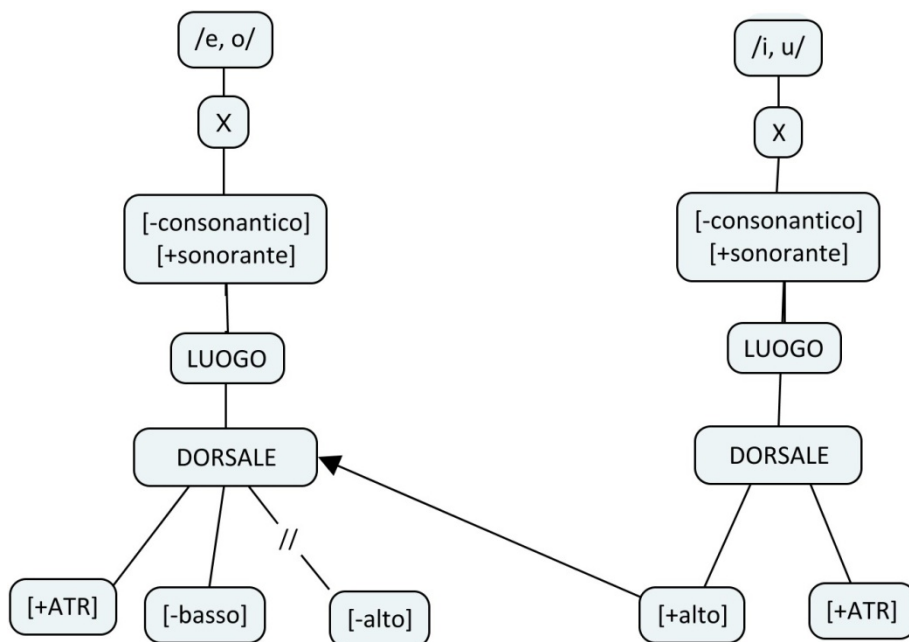 /e, o/
X
[-consonantico]
[+sonorante]
LUOGO
DORSALE
//
[+ATR]
[-basso]
[-alto]
/i, u/
X
[-consonantico]
[+sonorante]
LUOGO
DORSALE
[+alto]
[+ATR]